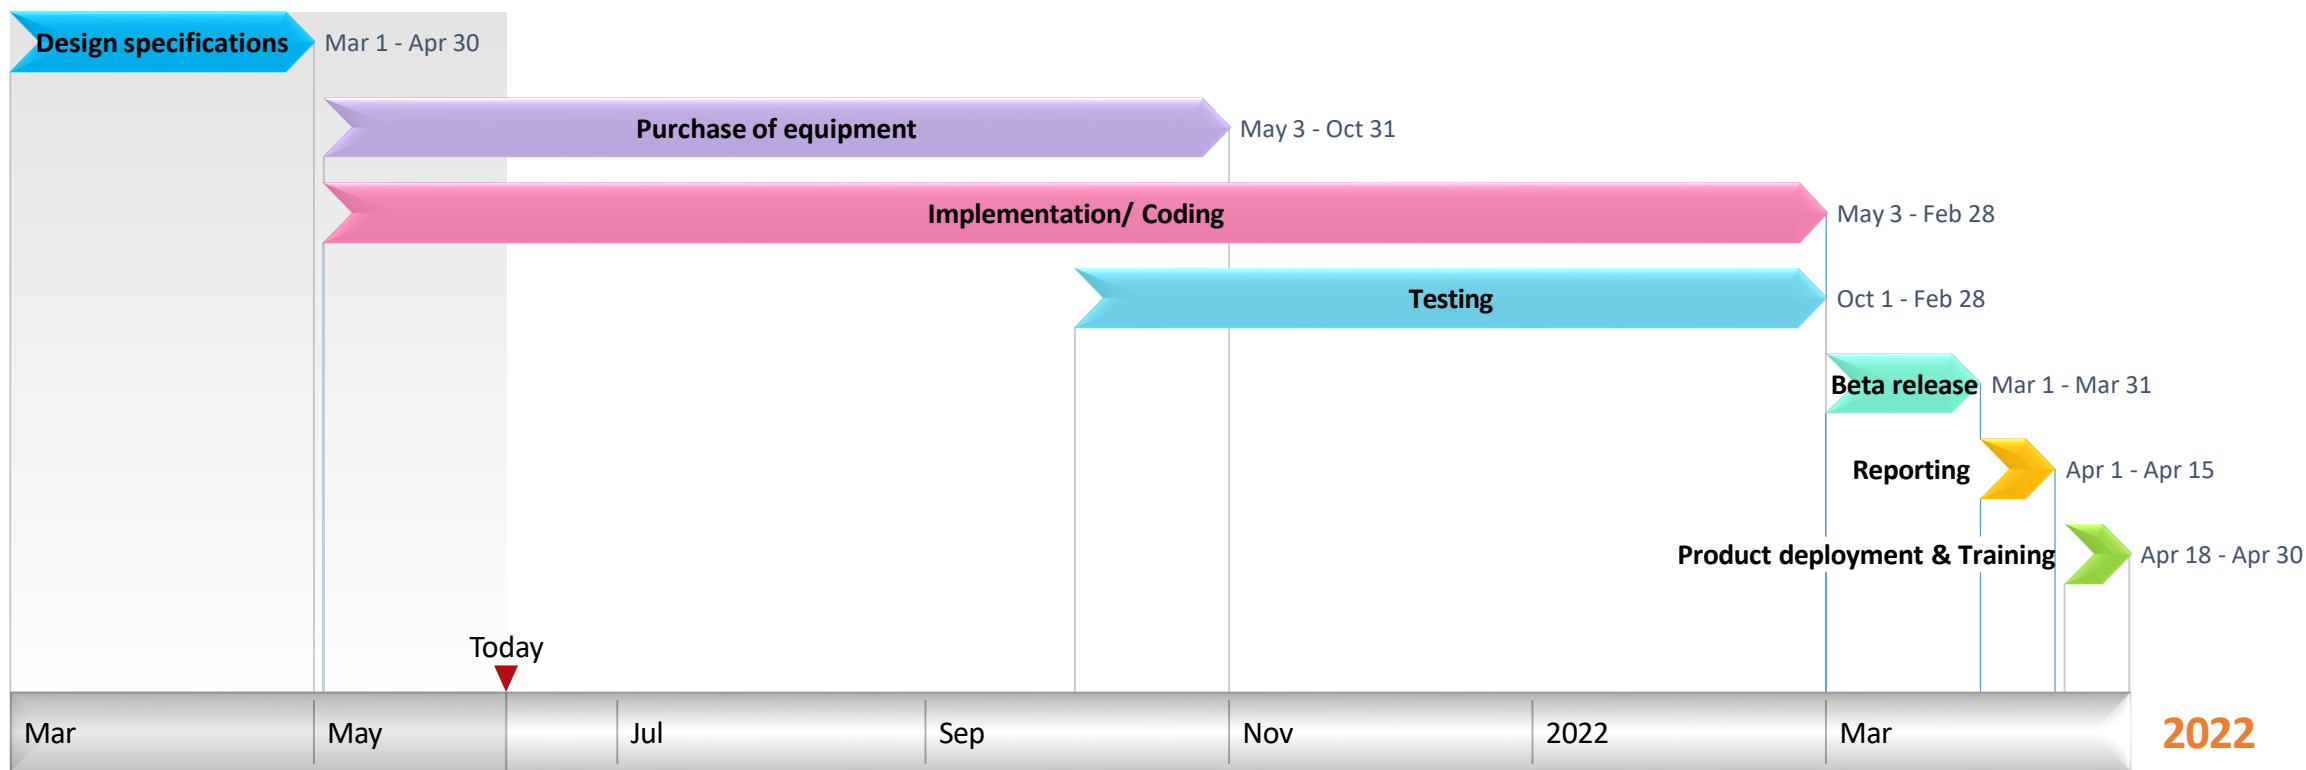 Design specifications
Mar 1 - Apr 30
Purchase of equipment
May 3 - Oct 31
Implementation/ Coding
May 3 - Feb 28
Testing
Oct 1 - Feb 28
Beta release
Mar 1 - Mar 31
Reporting
Apr 1 - Apr 15
Product deployment & Training
Apr 18 - Apr 30
Today
Mar
May
Jul
Sep
Nov
2022
Mar
2022